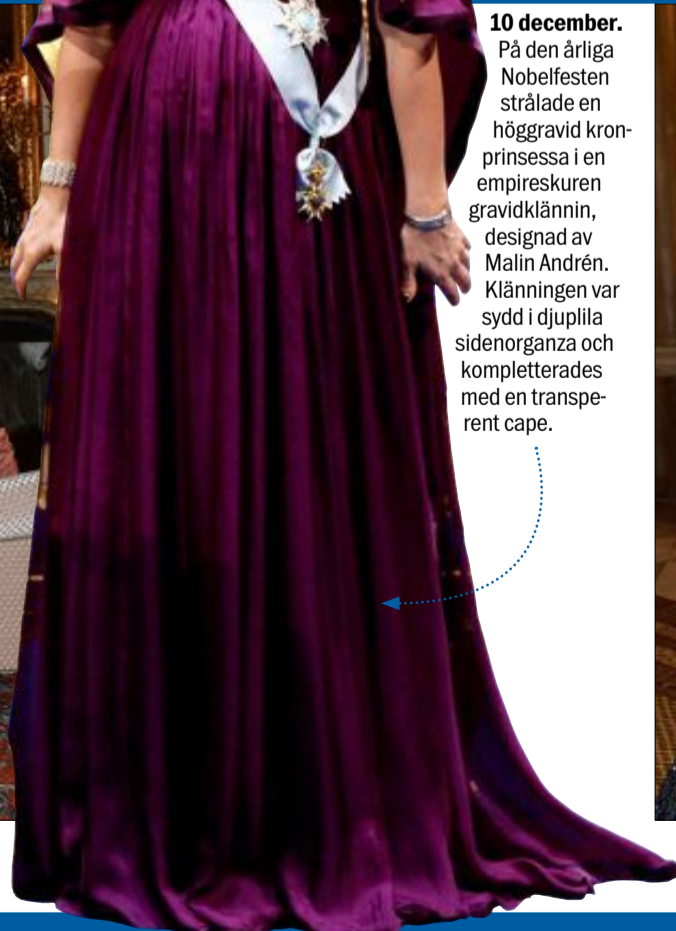 10 december.
På den årliga
Nobelfesten
strålade en
höggravid kron-
prinsessa i en
empireskuren
gravidklännin,
designad av
Malin Andrén.
Klänningen var
sydd i djuplila
sidenorganza och
kompletterades
med en transpe-
rent cape.